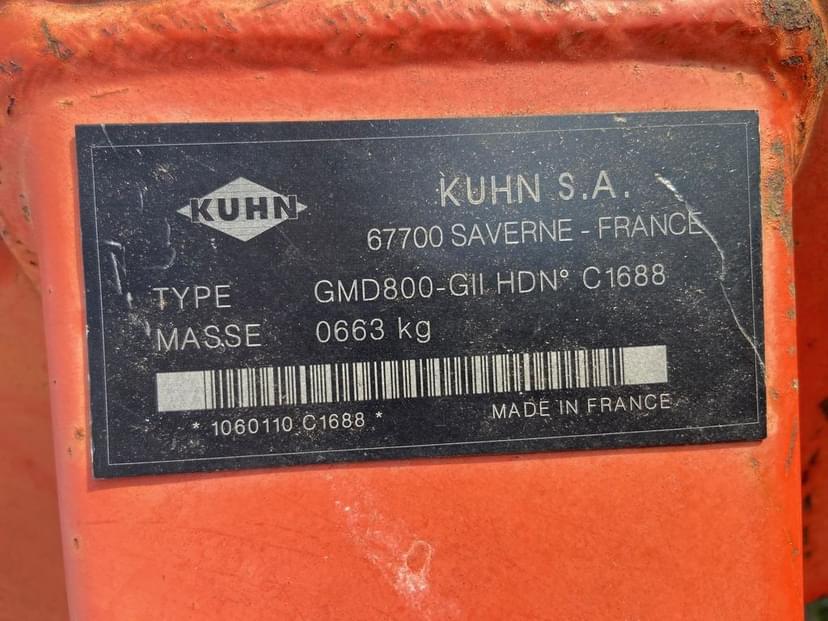 KUHN
KUHN S.A.
67700 SAVERNE - FRANCE
TYPE GMD800-GII HDN° C1688
MASSE 0663 kg
* 1060110 C1688 *
MADE IN FRANCE